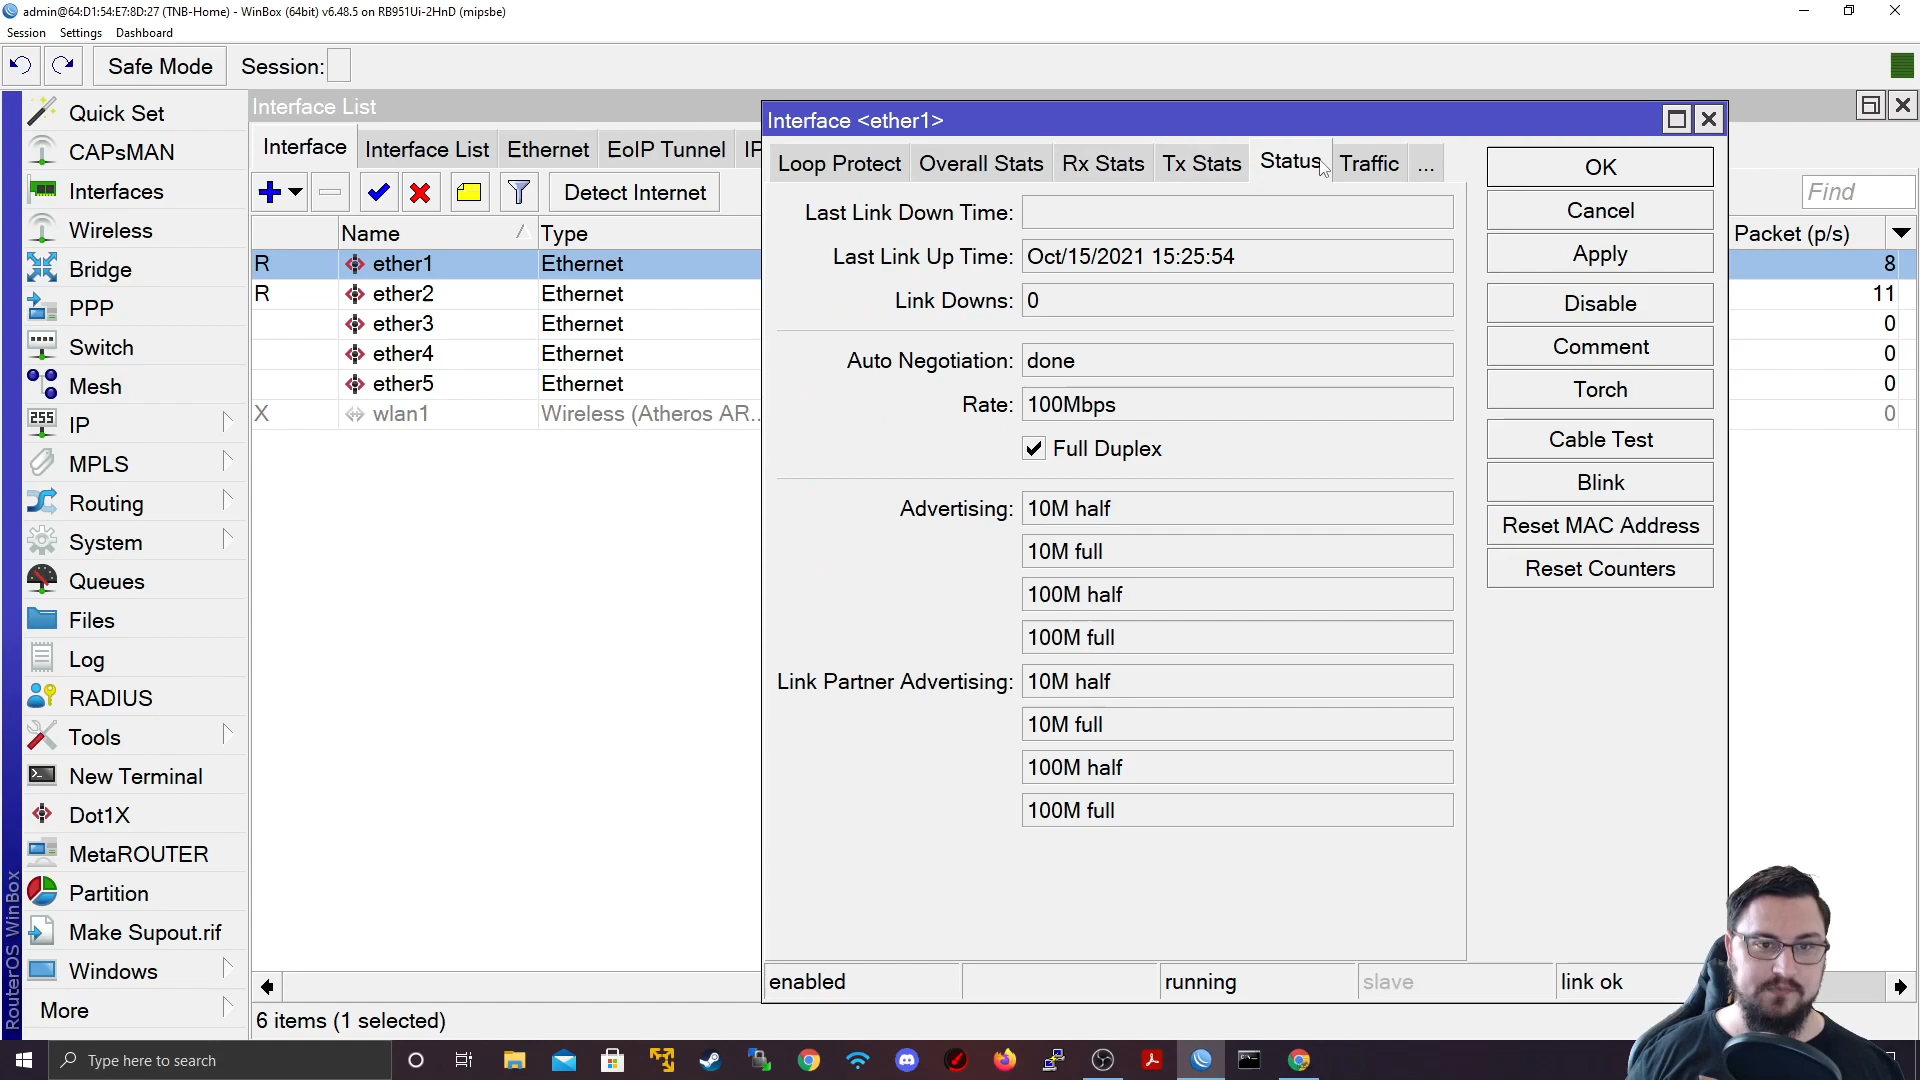 admin@64:D1:54:E7:8D:27 (TNB-Home) - WinBox (64bit) v6.48.5 on RB951Ui-2HnD (mipsbe)
Session Settings Dashboard
Safe Mode Session:
Quick Set
CAPsMAN
Interfaces
Wireless
Bridge
PPP
Switch
Mesh
255
IP
MPLS
Routing
System
Queues
Files
Log
RADIUS
Tools
New Terminal
Dot1X
MetaROUTER
Partition
Make Supout.rif
Windows
More
RouterOS WinBox
Interface List
Interface Interface List Ethernet EoIP Tunnel IP
Detect Internet
Find
Name Type Packet (p/s)
R ether1 Ethernet 8
R ether2 Ethernet 11
ether3 Ethernet 0
ether4 Ethernet 0
ether5 Ethernet 0
X wlan1 Wireless (Atheros AR... 0
6 items (1 selected)
Interface <ether1>
Loop Protect Overall Stats Rx Stats Tx Stats Status Traffic ...
Last Link Down Time:
Last Link Up Time: Oct/15/2021 15:25:54
Link Downs: 0
Auto Negotiation: done
Rate: 100Mbps
Full Duplex
Advertising: 10M half
10M full
100M half
100M full
Link Partner Advertising: 10M half
10M full
100M half
100M full
OK
Cancel
Apply
Disable
Comment
Torch
Cable Test
Blink
Reset MAC Address
Reset Counters
enabled running slave link ok
Type here to search